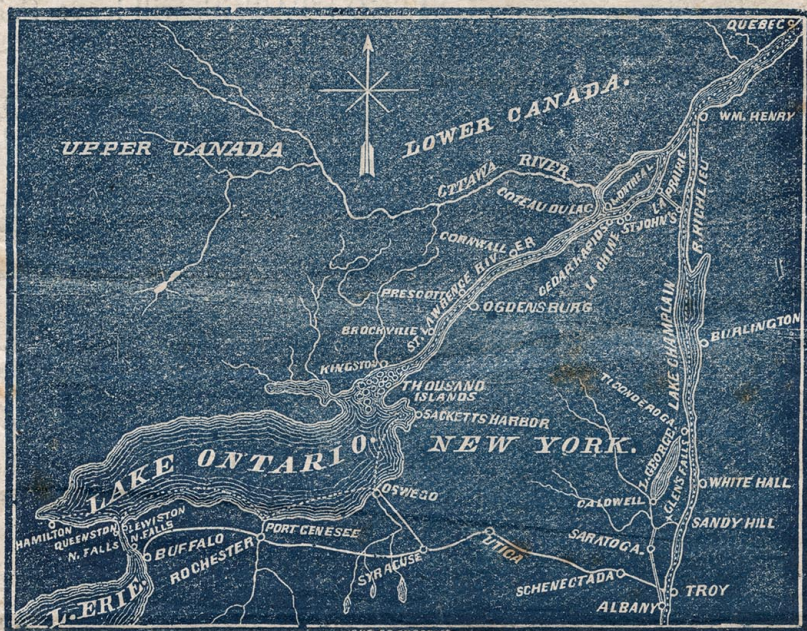 QUEBEC
WM. HENRY
LOWER CANADA.
UPPER CANADA
OTTAWA RIVER
MONTREAL
LA PRAIRIE
COTEAU DU LAC
ST JOHN'S
R. RICHLIEU
CORNWALL
CEDAR RAPIDS
LA CHINE
ST. LAWRENCE RIVER
PRESCOTT
OGDENSBURG
BROCKVILLE
BURLINGTON
LAKE CHAMPLAIN
KINGSTON
THOUSAND
ISLANDS
TICONDEROGA
SACKETTS HARBOR
NEW YORK.
LAKE ONTARIO.
L. GEORGE
GLENS FALLS
WHITE HALL
OSWEGO
CALDWELL
HAMILTON
QUEENSTON
N. FALLS
LEWISTON
N. FALLS
PORT GENESEE
SANDY HILL
BUFFALO
ROCHESTER
UTICA
SARATOGA.
SYRACUSE
SCHENECTADA
TROY
L. ERIE.
ALBANY